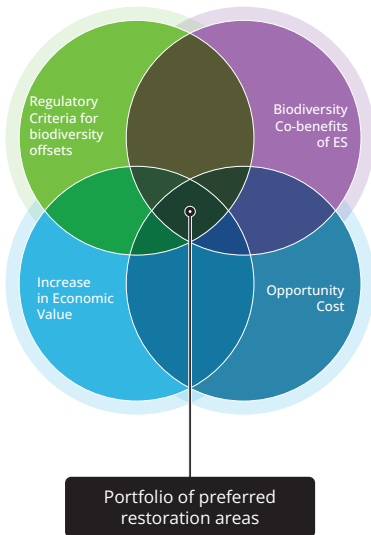 Regulatory
Criteria for
biodiversity
offsets
Biodiversity
Co-benefits
of ES
Increase
in Economic
Value
Opportunity
Cost
Portfolio of preferred
restoration areas